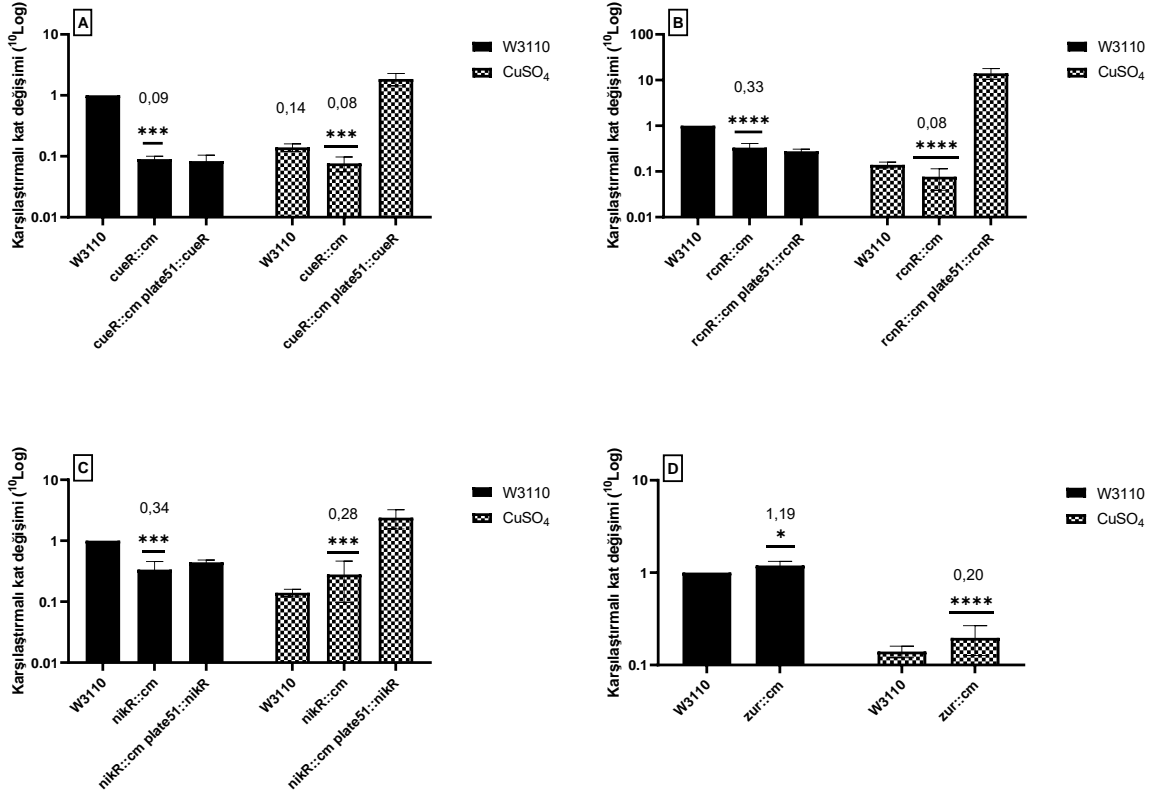 A
Karşılaştırmalı kat değişimi (¹⁰Log)
10
1
0.1
0.01
0,09
***
0,14
0,08
***
W3110
cueR::cm
cueR::cm plate51::cueR
W3110
cueR::cm
cueR::cm plate51::cueR
W3110
CuSO₄
B
Karşılaştırmalı kat değişimi (¹⁰Log)
100
10
1
0.1
0.01
0,33
****
0,08
****
W3110
rcnR::cm
rcnR::cm plate51::rcnR
W3110
rcnR::cm
rcnR::cm plate51::rcnR
W3110
CuSO₄
C
Karşılaştırmalı kat değişimi (¹⁰Log)
10
1
0.1
0.01
0,34
***
0,28
***
W3110
nikR::cm
nikR::cm plate51::nikR
W3110
nikR::cm
nikR::cm plate51::nikR
W3110
CuSO₄
D
Karşılaştırmalı kat değişimi (¹⁰Log)
10
1
0.1
1,19
*
0,20
****
W3110
zur::cm
W3110
zur::cm
W3110
CuSO₄